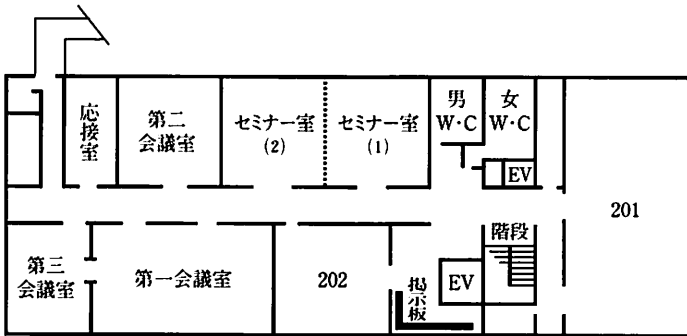 応接室
第二
会議室
セミナー室
(2)
セミナー室
(1)
男
W・C
女
W・C
EV
201
階段
第三
会議室
第一会議室
202
掲示板
EV